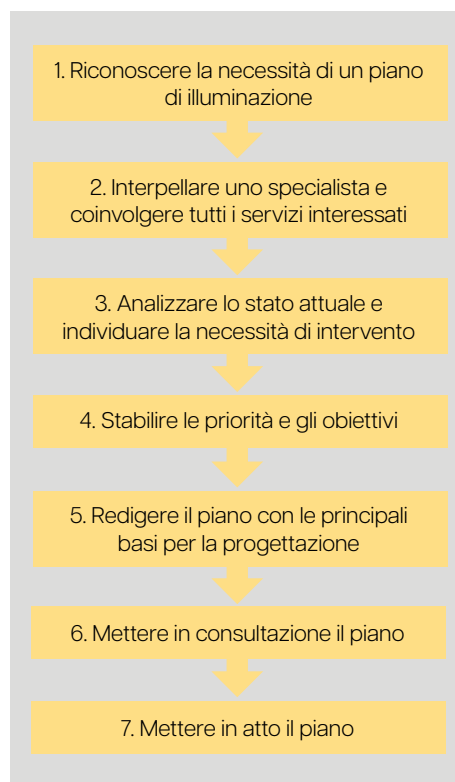 1. Riconoscere la necessità di un piano
di illuminazione
2. Interpellare uno specialista e
coinvolgere tutti i servizi interessati
3. Analizzare lo stato attuale e
individuare la necessità di intervento
4. Stabilire le priorità e gli obiettivi
5. Redigere il piano con le principali
basi per la progettazione
6. Mettere in consultazione il piano
7. Mettere in atto il piano